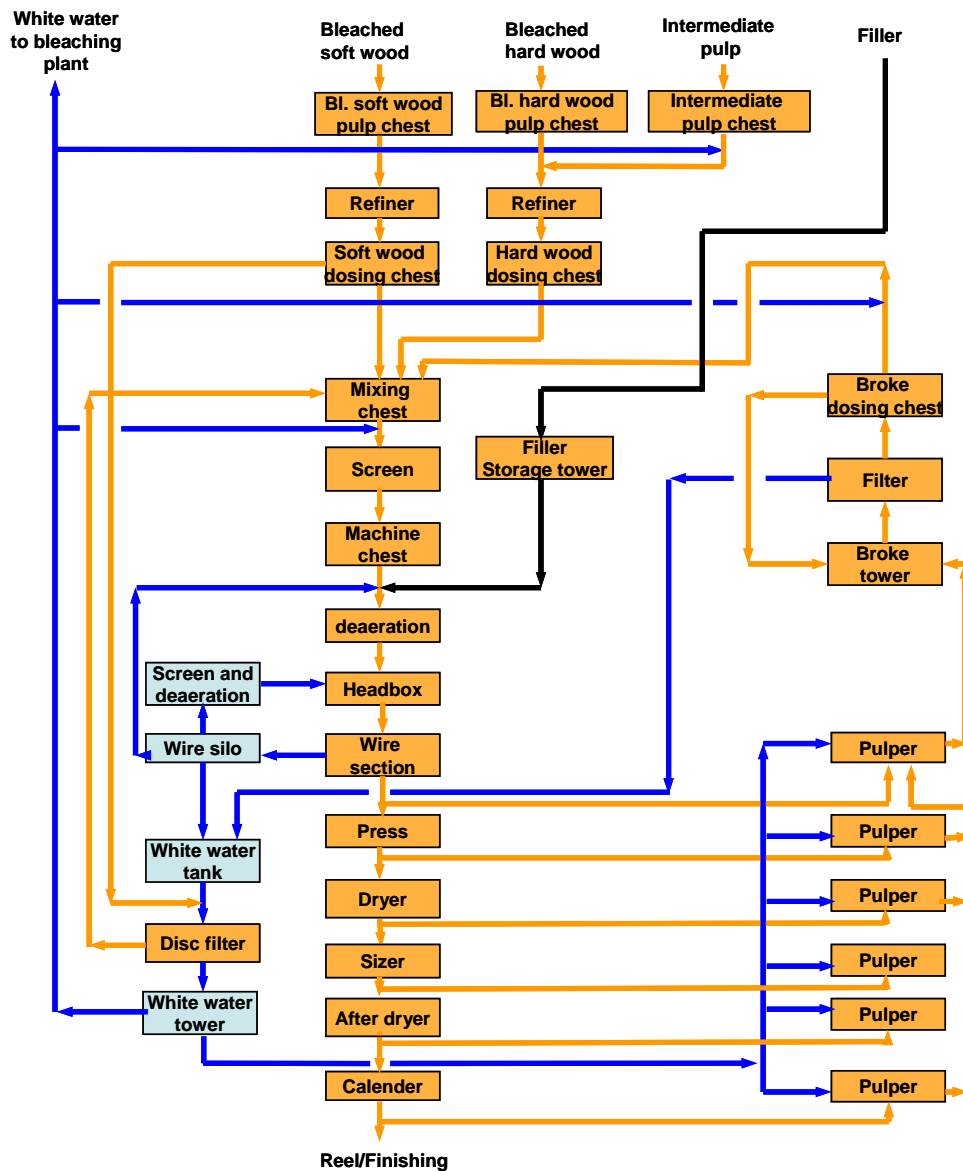 White water
to bleaching
plant
Bleached
soft wood
Bleached
hard wood
Intermediate
pulp
Filler
Bl. soft wood
pulp chest
Bl. hard wood
pulp chest
Intermediate
pulp chest
Refiner
Refiner
Soft wood
dosing chest
Hard wood
dosing chest
Mixing
chest
Broke
dosing chest
Screen
Filler
Storage tower
Filter
Machine
chest
Broke
tower
deaeration
Screen and
deaeration
Headbox
Wire silo
Wire
section
Pulper
Press
Pulper
White water
tank
Dryer
Pulper
Disc filter
Sizer
Pulper
White water
tower
After dryer
Pulper
Calender
Pulper
Reel/Finishing